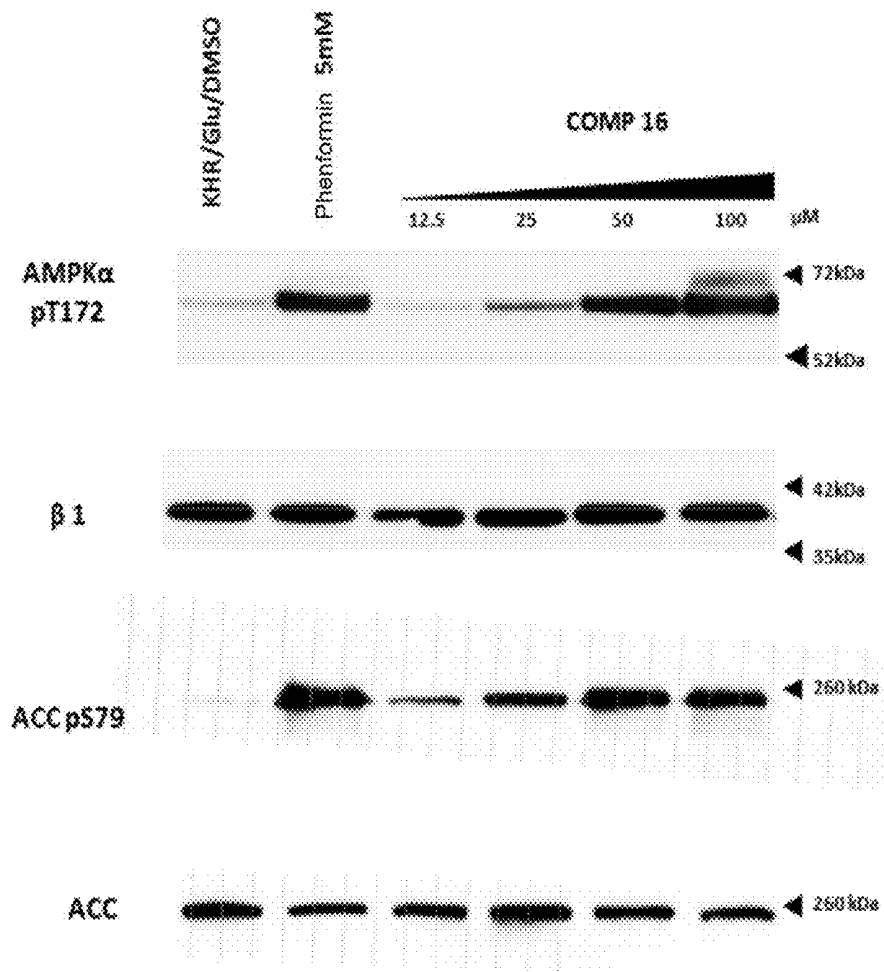 KHR/Glu/DMSO
Phenformin 5mM
COMP 16
12.5 25 50 100 µM
AMPKα
pT172
72kDa
52kDa
β 1
42kDa
35kDa
ACC pS79
260 kDa
ACC
260 kDa